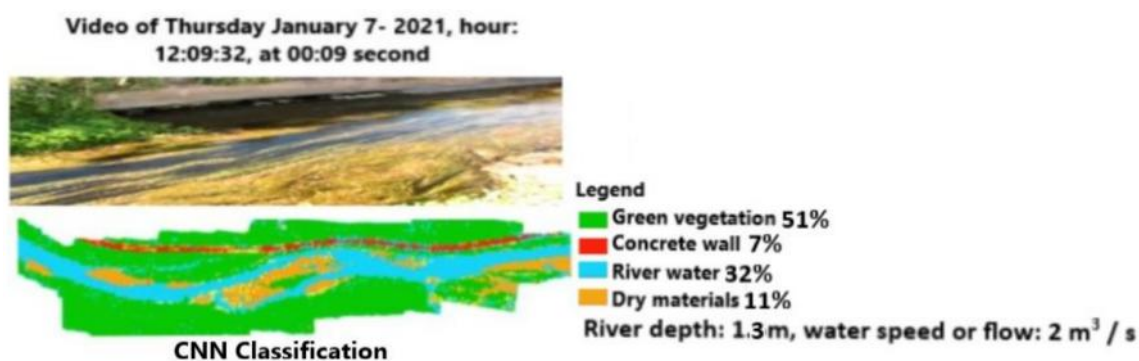 Video of Thursday January 7- 2021, hour:
12:09:32, at 00:09 second
Legend
Green vegetation 51%
Concrete wall 7%
River water 32%
Dry materials 11%
River depth: 1.3m, water speed or flow: 2 m³ / s
CNN Classification